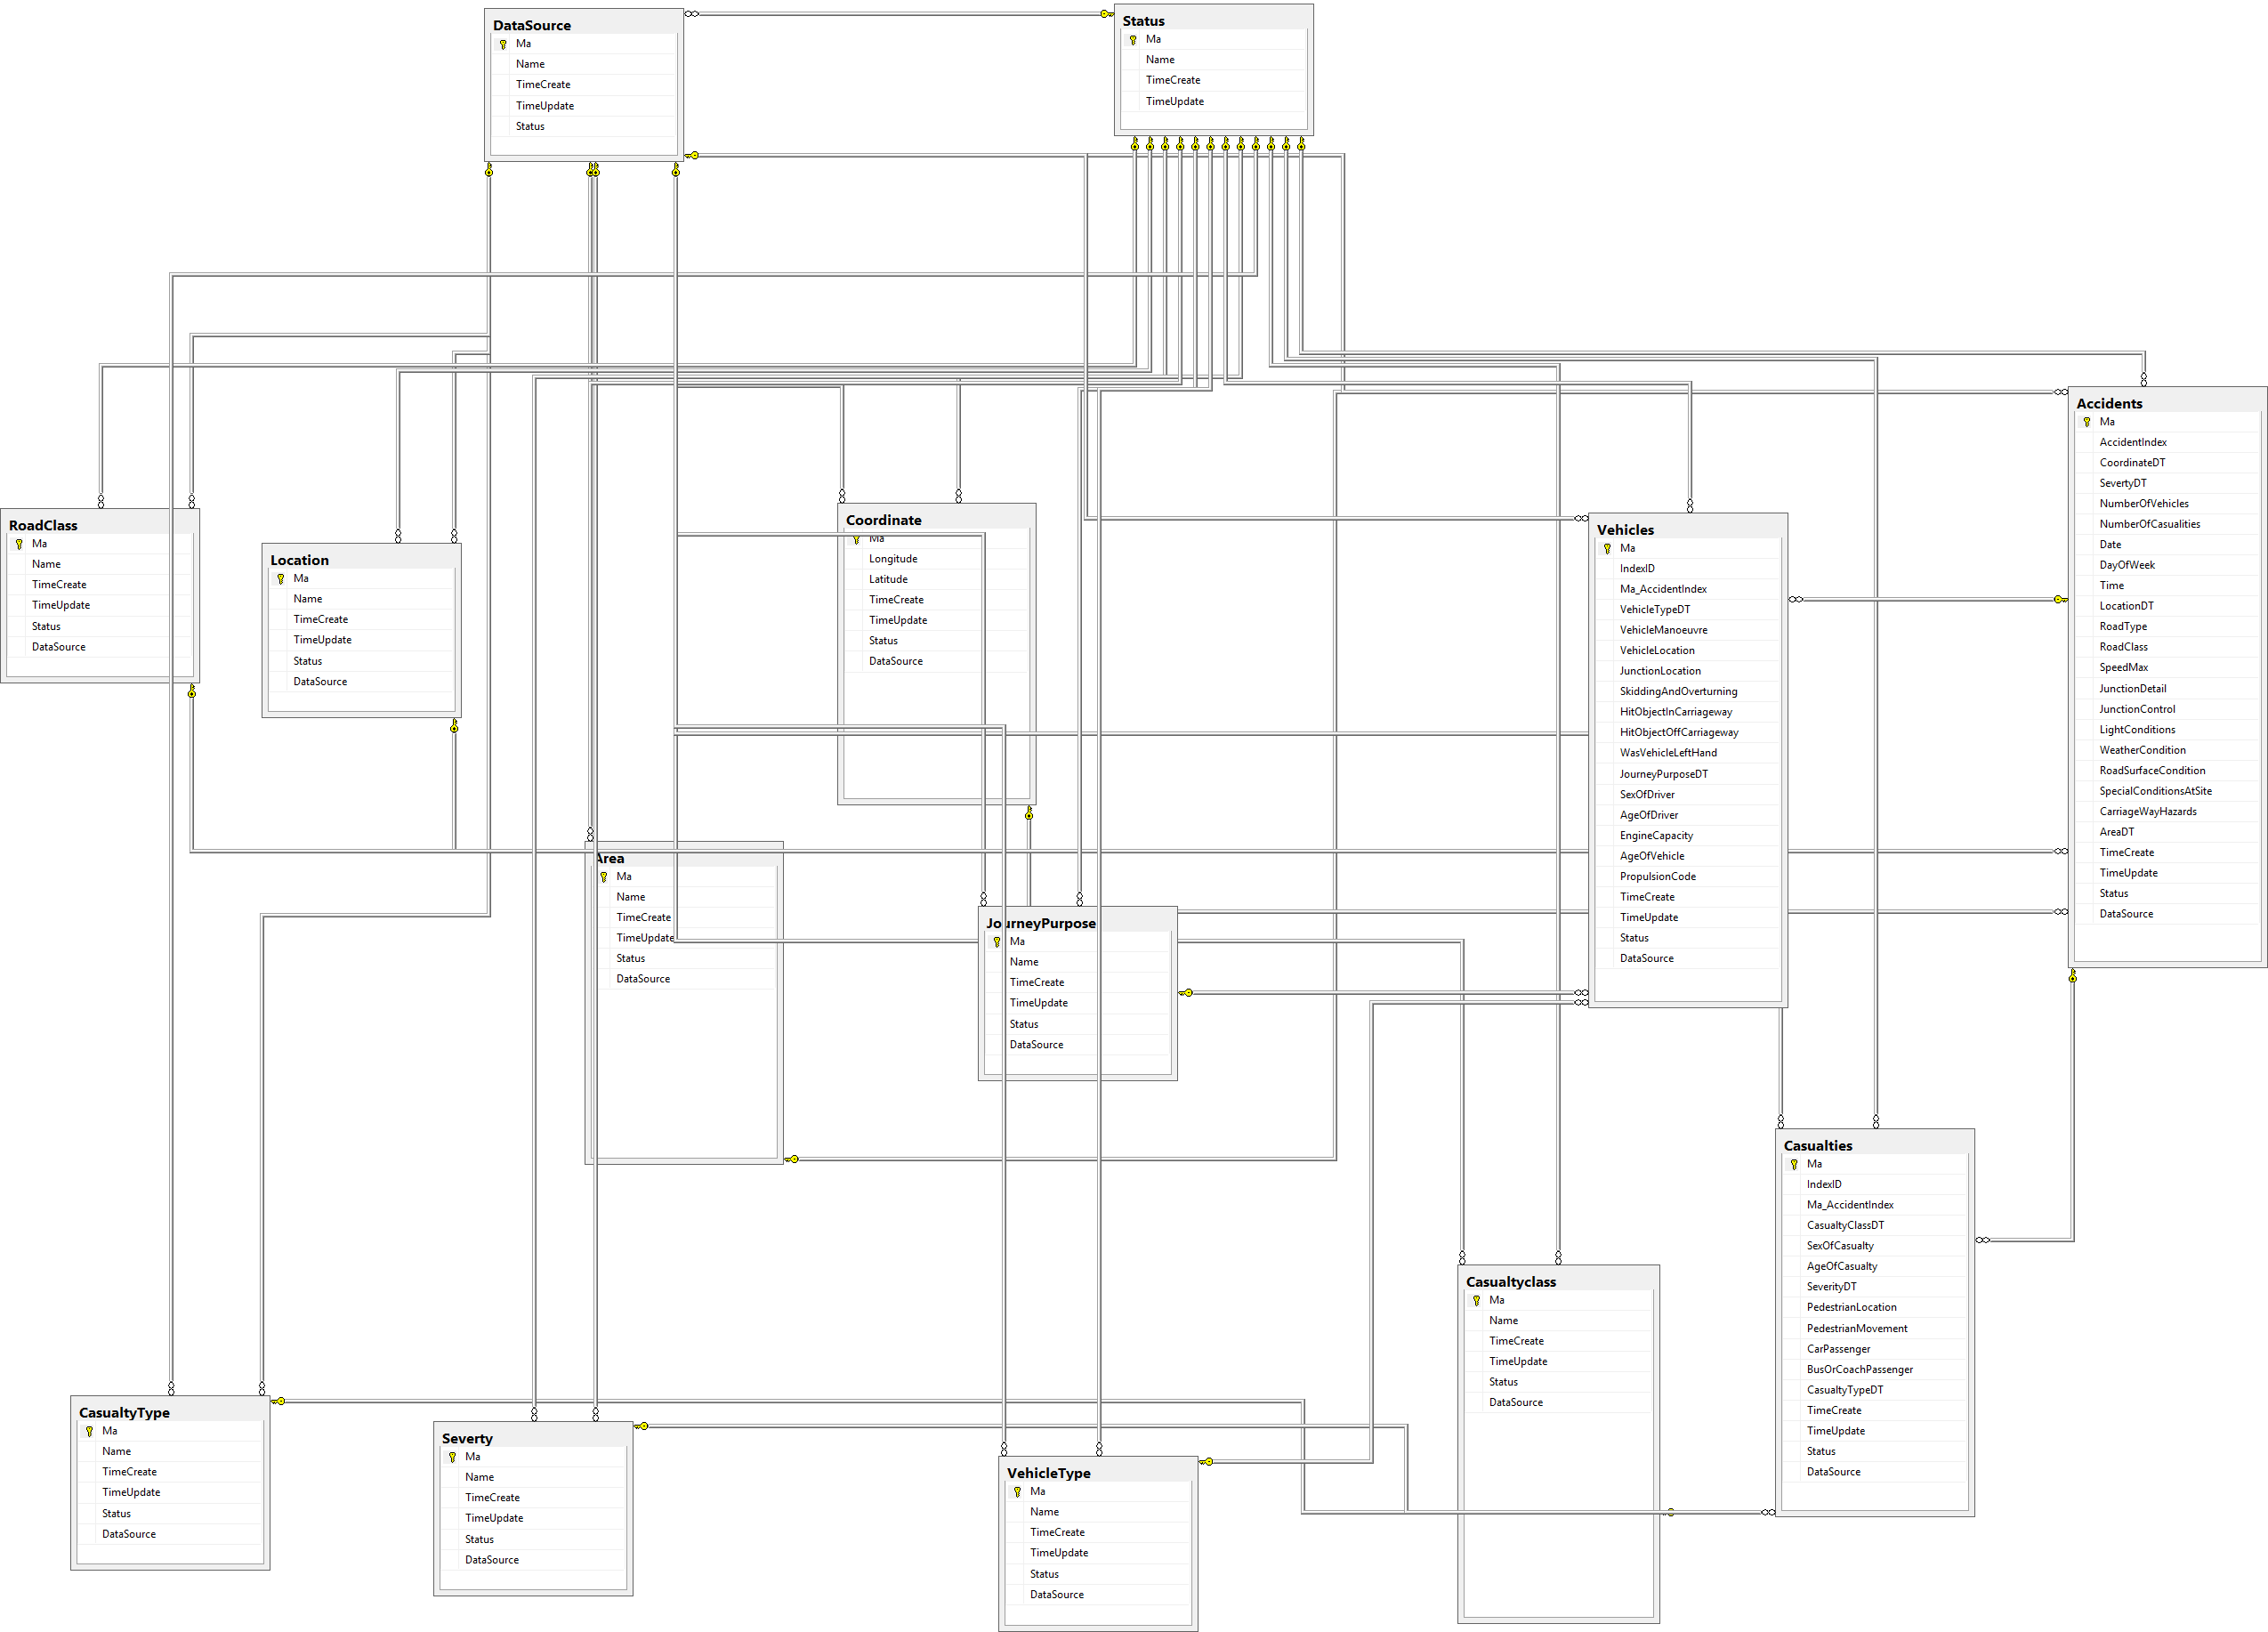 DataSource
Ma
Name
TimeCreate
TimeUpdate
Status
Status
Ma
Name
TimeCreate
TimeUpdate
Accidents
Ma
AccidentIndex
CoordinateDT
SevertyDT
NumberOfVehicles
NumberOfCasualities
Date
DayOfWeek
Time
LocationDT
RoadType
RoadClass
SpeedMax
JunctionDetail
JunctionControl
LightConditions
WeatherCondition
RoadSurfaceCondition
SpecialConditionsAtSite
CarriageWayHazards
AreaDT
TimeCreate
TimeUpdate
Status
DataSource
RoadClass
Ma
Name
TimeCreate
TimeUpdate
Status
DataSource
Location
Ma
Name
TimeCreate
TimeUpdate
Status
DataSource
Coordinate
Ma
Longitude
Latitude
TimeCreate
TimeUpdate
Status
DataSource
Vehicles
Ma
IndexID
Ma_AccidentIndex
VehicleTypeDT
VehicleManoeuvre
VehicleLocation
JunctionLocation
SkiddingAndOverturning
HitObjectInCarriageway
HitObjectOffCarriageway
WasVehicleLeftHand
JourneyPurposeDT
SexOfDriver
AgeOfDriver
EngineCapacity
AgeOfVehicle
PropulsionCode
TimeCreate
TimeUpdate
Status
DataSource
Area
Ma
Name
TimeCreate
TimeUpdate
Status
DataSource
JourneyPurpose
Ma
Name
TimeCreate
TimeUpdate
Status
DataSource
Casualties
Ma
IndexID
Ma_AccidentIndex
CasualtyClassDT
SexOfCasualty
AgeOfCasualty
SeverityDT
PedestrianLocation
PedestrianMovement
CarPassenger
BusOrCoachPassenger
CasualtyTypeDT
TimeCreate
TimeUpdate
Status
DataSource
Casualtyclass
Ma
Name
TimeCreate
TimeUpdate
Status
DataSource
CasualtyType
Ma
Name
TimeCreate
TimeUpdate
Status
DataSource
Severty
Ma
Name
TimeCreate
TimeUpdate
Status
DataSource
VehicleType
Ma
Name
TimeCreate
TimeUpdate
Status
DataSource